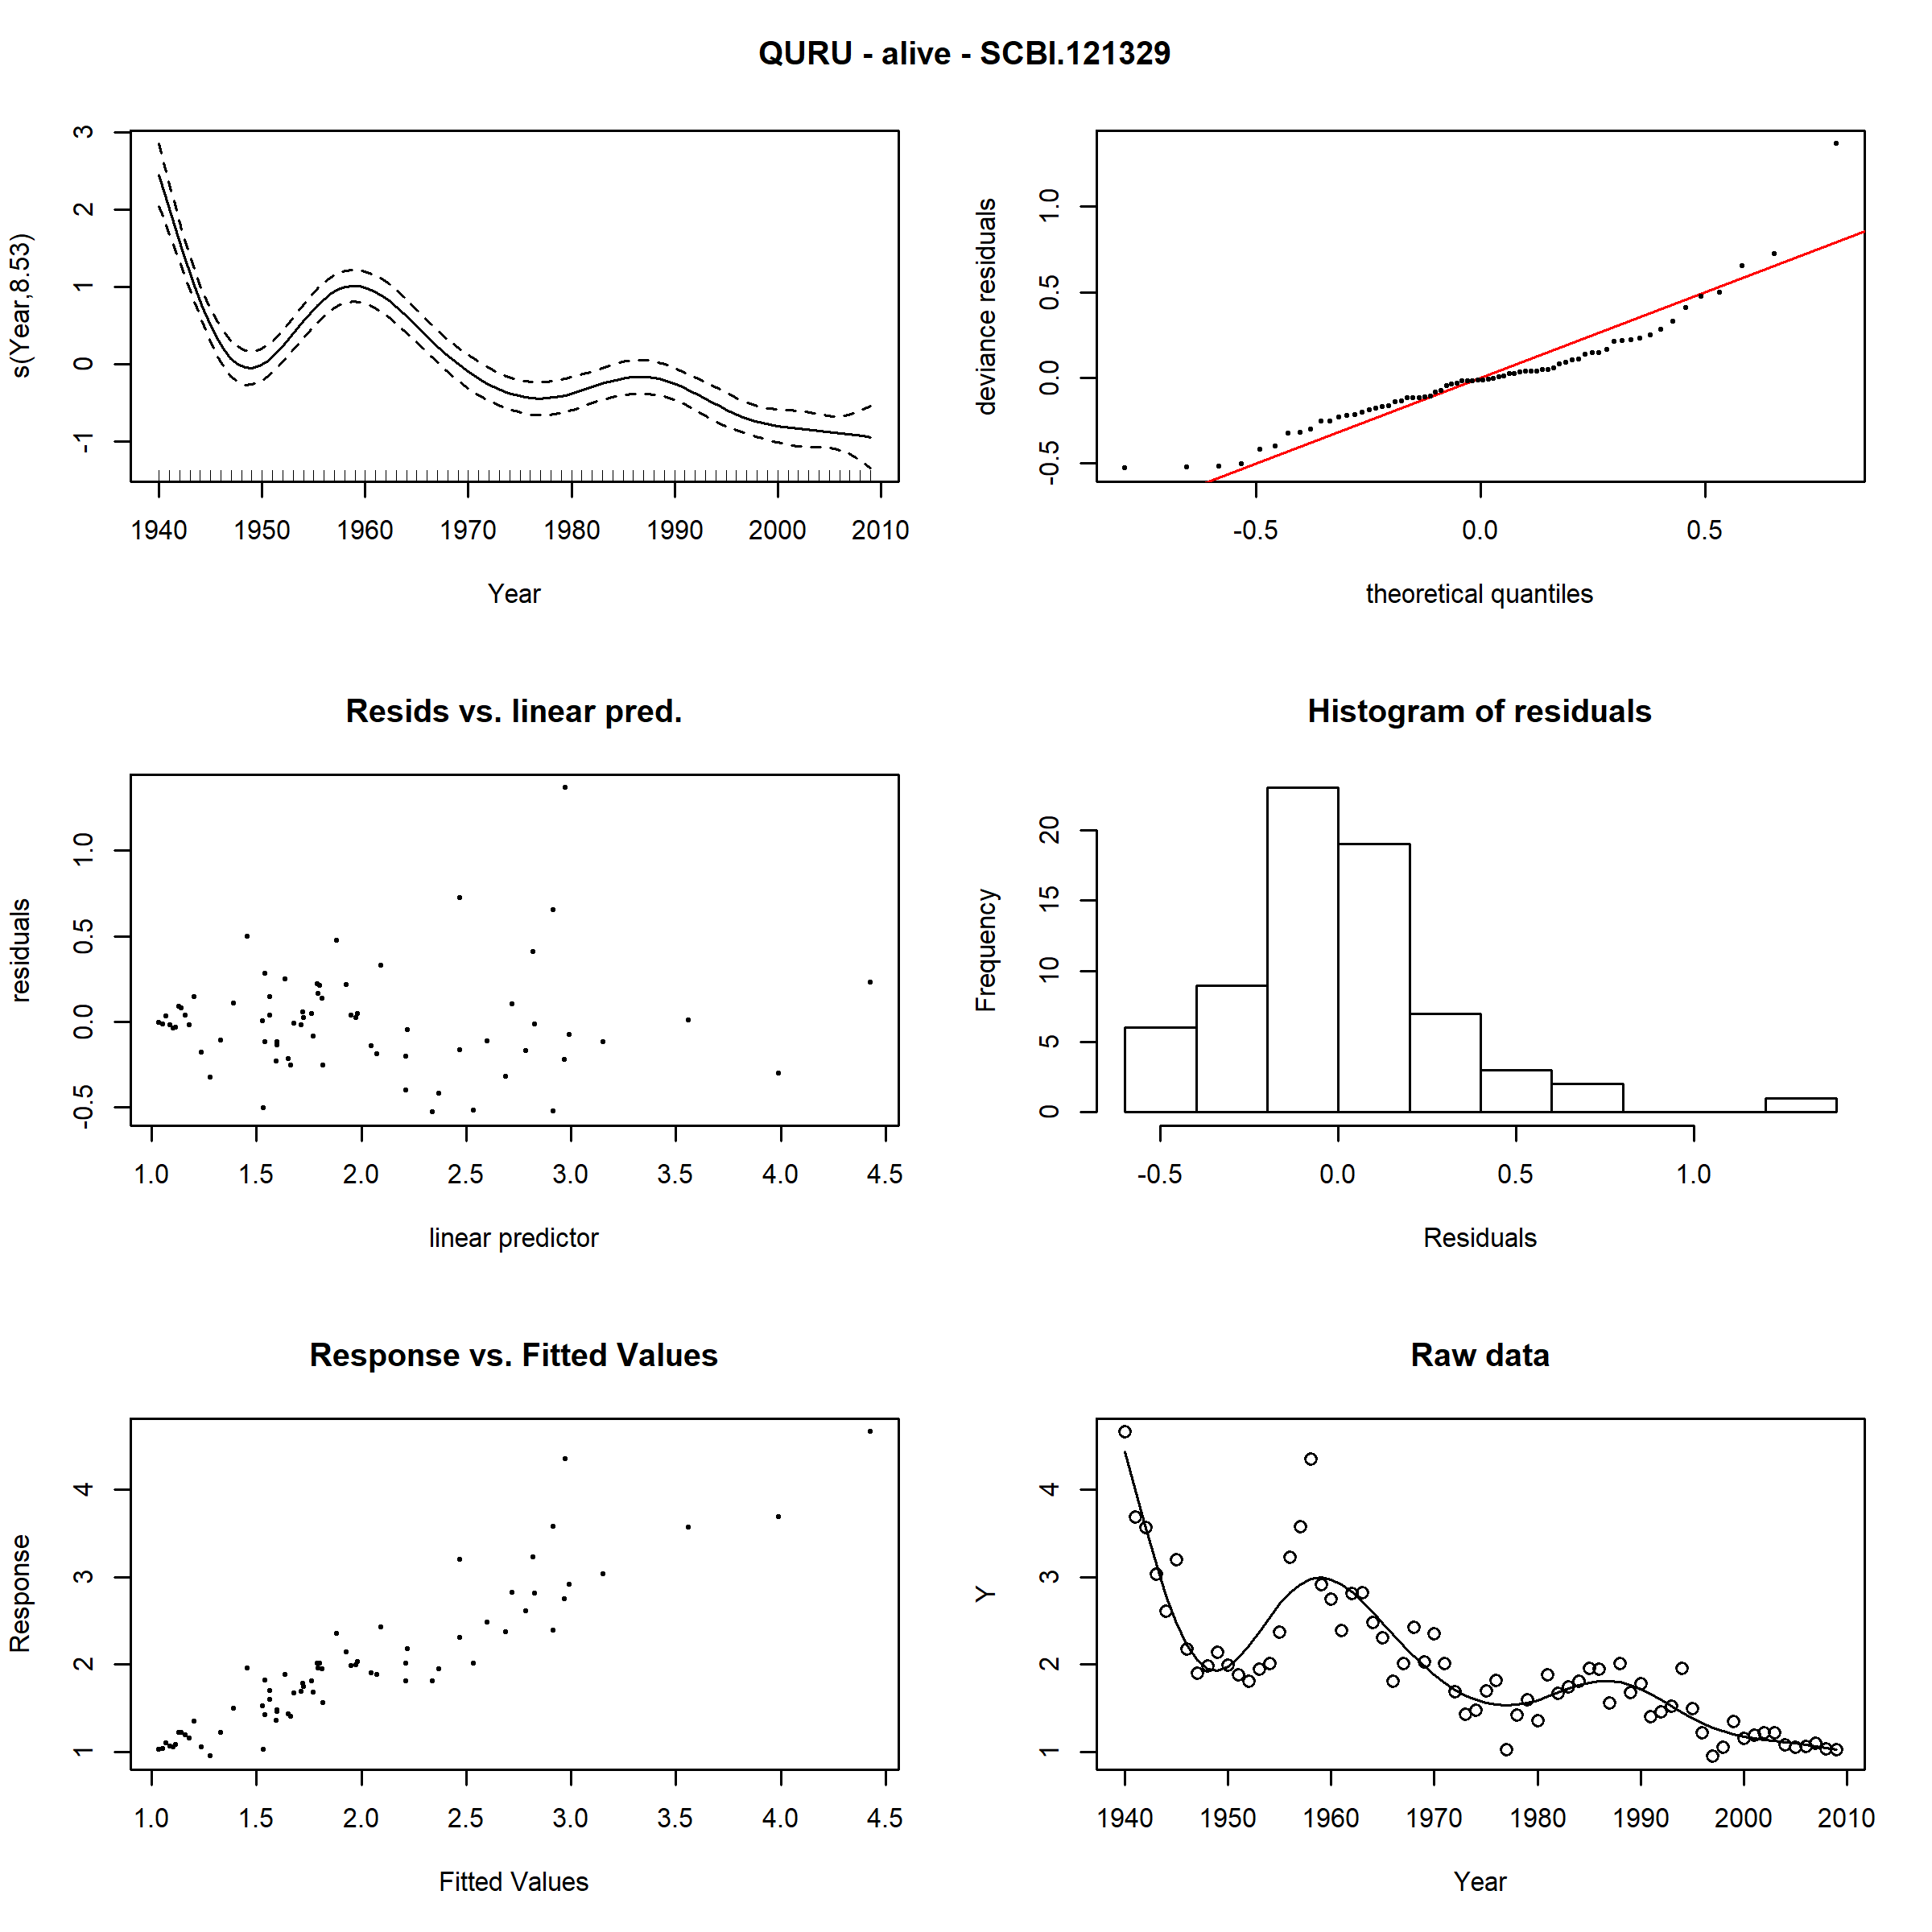 QURU - alive - SCBI.121329
s(Year,8.53)
3
2
1
0
-1
1940 1950 1960 1970 1980 1990 2000 2010
Year
deviance residuals
1.0
0.5
0.0
-0.5
-0.5 0.0 0.5
theoretical quantiles
Resids vs. linear pred.
residuals
1.0
0.5
0.0
-0.5
1.0 1.5 2.0 2.5 3.0 3.5 4.0 4.5
linear predictor
Histogram of residuals
Frequency
20
15
10
5
0
-0.5 0.0 0.5 1.0
Residuals
Response vs. Fitted Values
Response
4
3
2
1
1.0 1.5 2.0 2.5 3.0 3.5 4.0 4.5
Fitted Values
Raw data
Y
4
3
2
1
1940 1950 1960 1970 1980 1990 2000 2010
Year